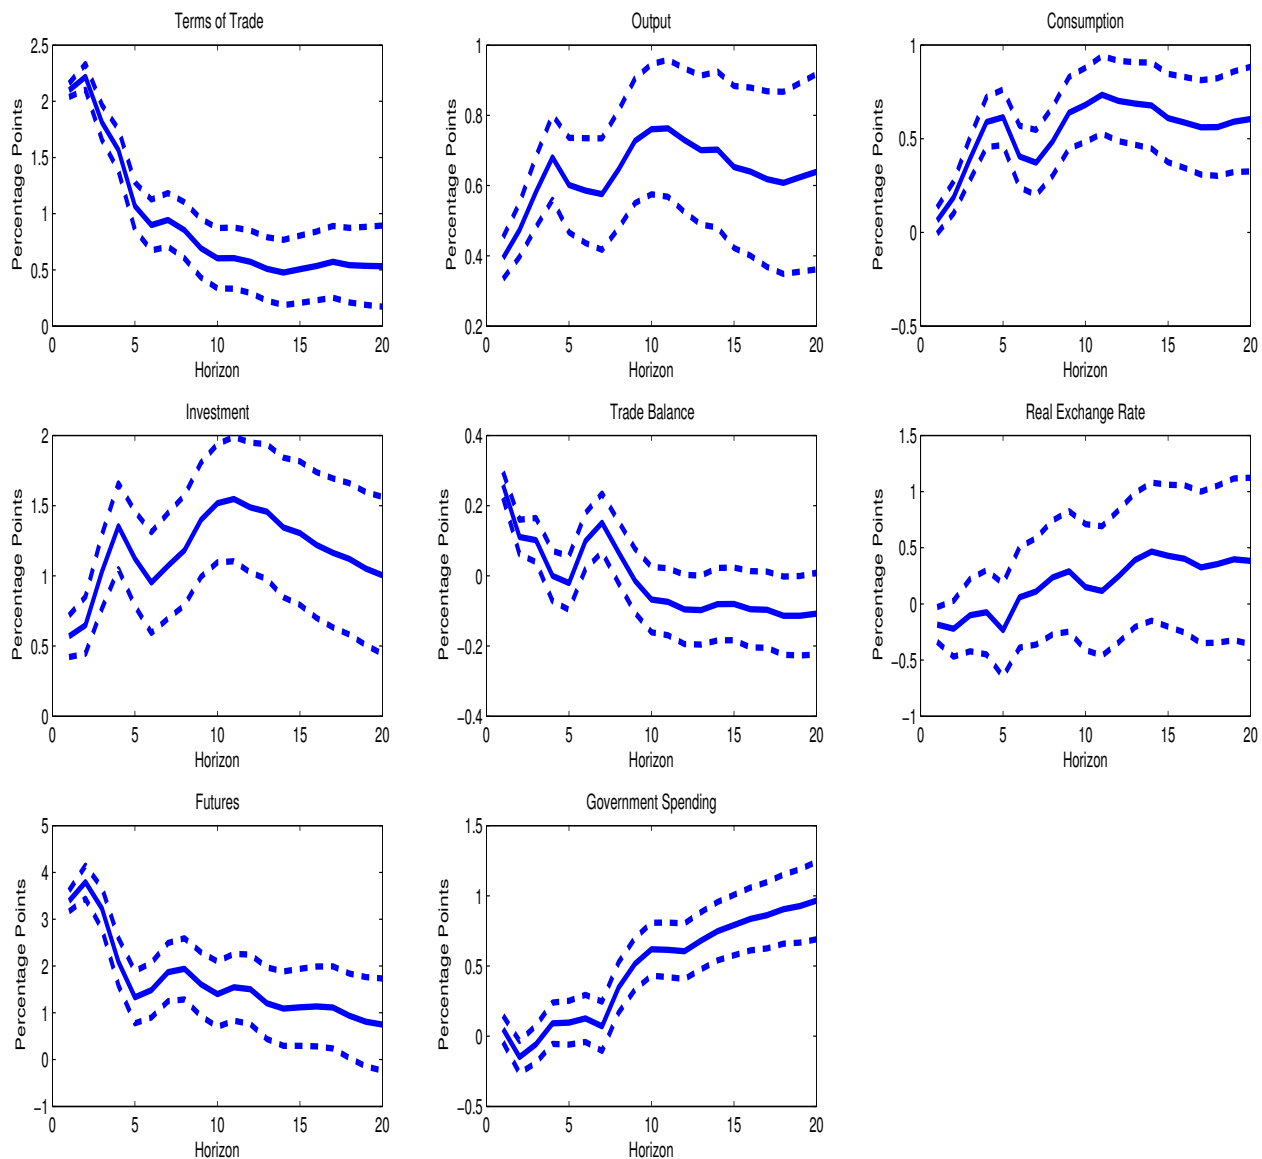 Terms of Trade
Percentage Points
2.5
2
1.5
1
0.5
0
0 5 10 15 20
Horizon
Output
Percentage Points
1
0.8
0.6
0.4
0.2
0 5 10 15 20
Horizon
Consumption
Percentage Points
1
0.5
0
−0.5
0 5 10 15 20
Horizon
Investment
Percentage Points
2
1.5
1
0.5
0
0 5 10 15 20
Horizon
Trade Balance
Percentage Points
0.4
0.2
0
−0.2
−0.4
0 5 10 15 20
Horizon
Real Exchange Rate
Percentage Points
1.5
1
0.5
0
−0.5
−1
0 5 10 15 20
Horizon
Futures
Percentage Points
5
4
3
2
1
0
−1
0 5 10 15 20
Horizon
Government Spending
Percentage Points
1.5
1
0.5
0
−0.5
0 5 10 15 20
Horizon